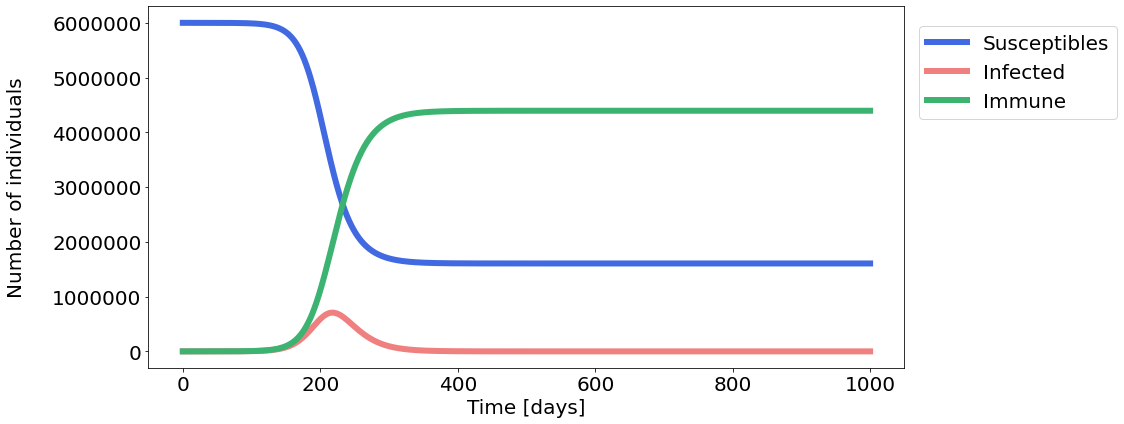 Number of individuals
6000000
5000000
4000000
3000000
2000000
1000000
0
0 200 400 600 800 1000
Time [days]
Susceptibles
Infected
Immune